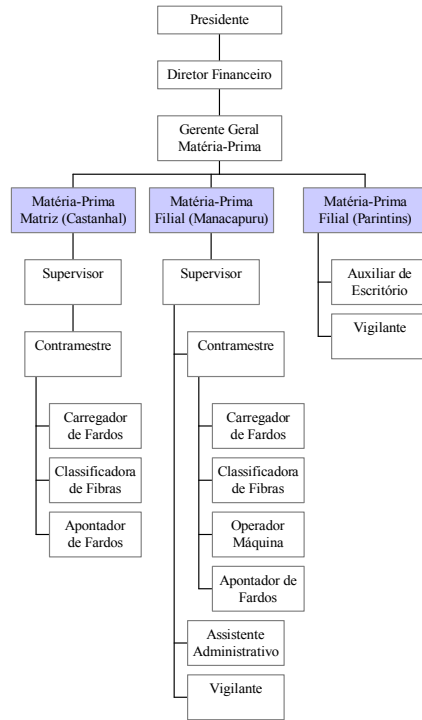 Presidente
Diretor Financeiro
Gerente Geral
Matéria-Prima
Matéria-Prima
Matriz (Castanhal)
Matéria-Prima
Filial (Manacapuru)
Matéria-Prima
Filial (Parintins)
Supervisor
Contramestre
Carregador
de Fardos
Classificadora
de Fibras
Apontador
de Fardos
Supervisor
Contramestre
Carregador
de Fardos
Classificadora
de Fibras
Operador
Máquina
Apontador de
Fardos
Assistente
Administrativo
Vigilante
Auxiliar de
Escritório
Vigilante